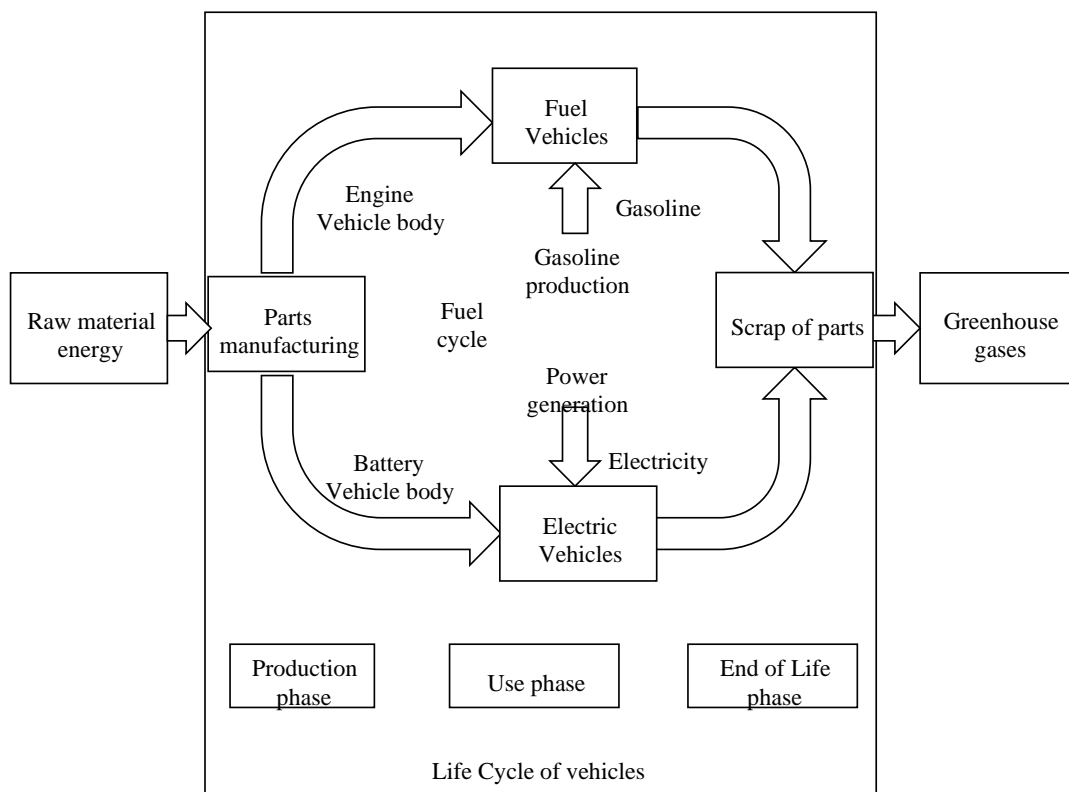 Fuel
Vehicles
Engine
Vehicle body
Gasoline
Gasoline
production
Raw material
energy
Parts
manufacturing
Fuel
cycle
Scrap of parts
Greenhouse
gases
Power
generation
Battery
Vehicle body
Electricity
Electric
Vehicles
Production
phase
Use phase
End of Life
phase
Life Cycle of vehicles